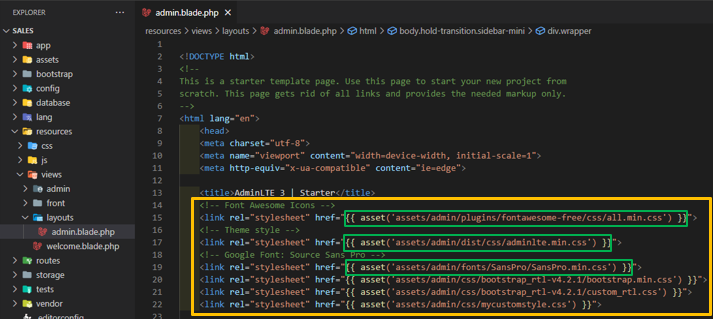 EXPLORER
···
SALES
app
assets
bootstrap
config
database
lang
resources
css
js
views
admin
front
layouts
admin.blade.php
welcome.blade.php
routes
storage
tests
vendor
.editorconfig
admin.blade.php ×
resources > views > layouts > admin.blade.php > html > body.hold-transition.sidebar-mini > div.wrapper
1
2 <!DOCTYPE html>
3 <!--
4 This is a starter template page. Use this page to start your new project from
5 scratch. This page gets rid of all links and provides the needed markup only.
6 -->
7 <html lang="en">
8 <head>
9 <meta charset="utf-8">
10 <meta name="viewport" content="width=device-width, initial-scale=1">
11 <meta http-equiv="x-ua-compatible" content="ie=edge">
12
13 <title>AdminLTE 3 | Starter</title>
14 <!-- Font Awesome Icons -->
15 <link rel="stylesheet" href="{{ asset('assets/admin/plugins/fontawesome-free/css/all.min.css') }}">
16 <!-- Theme style -->
17 <link rel="stylesheet" href="{{ asset('assets/admin/dist/css/adminlte.min.css') }}">
18 <!-- Google Font: Source Sans Pro -->
19 <link rel="stylesheet" href="{{ asset('assets/admin/fonts/SansPro/SansPro.min.css') }}">
20 <link rel="stylesheet" href="{{ asset('assets/admin/css/bootstrap_rtl-v4.2.1/bootstrap.min.css') }}">
21 <link rel="stylesheet" href="{{ asset('assets/admin/css/bootstrap_rtl-v4.2.1/custom_rtl.css') }}">
22 <link rel="stylesheet" href="{{ asset('assets/admin/css/mycustomstyle.css') }}">
23